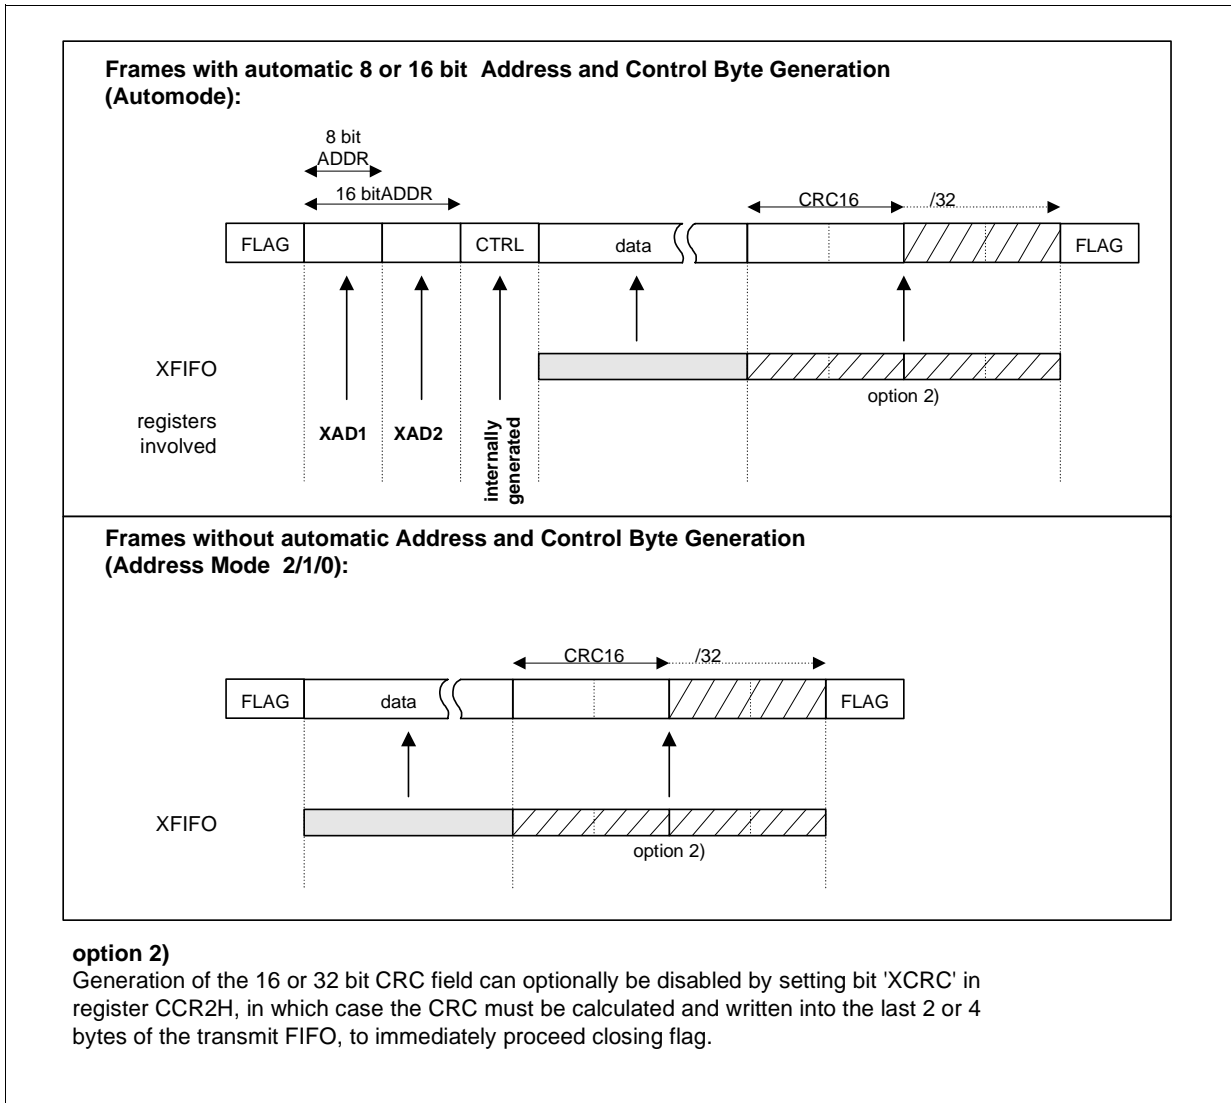 Frames with automatic 8 or 16 bit  Address and Control Byte Generation
(Automode):
8 bit
ADDR
16 bitADDR
CRC16
/32
FLAG
CTRL
data
FLAG
XFIFO
option 2)
registers
involved
XAD1
XAD2
internally
generated
Frames without automatic Address and Control Byte Generation
(Address Mode  2/1/0):
CRC16
/32
FLAG
data
FLAG
XFIFO
option 2)
option 2)
Generation of the 16 or 32 bit CRC field can optionally be disabled by setting bit 'XCRC' in
register CCR2H, in which case the CRC must be calculated and written into the last 2 or 4
bytes of the transmit FIFO, to immediately proceed closing flag.